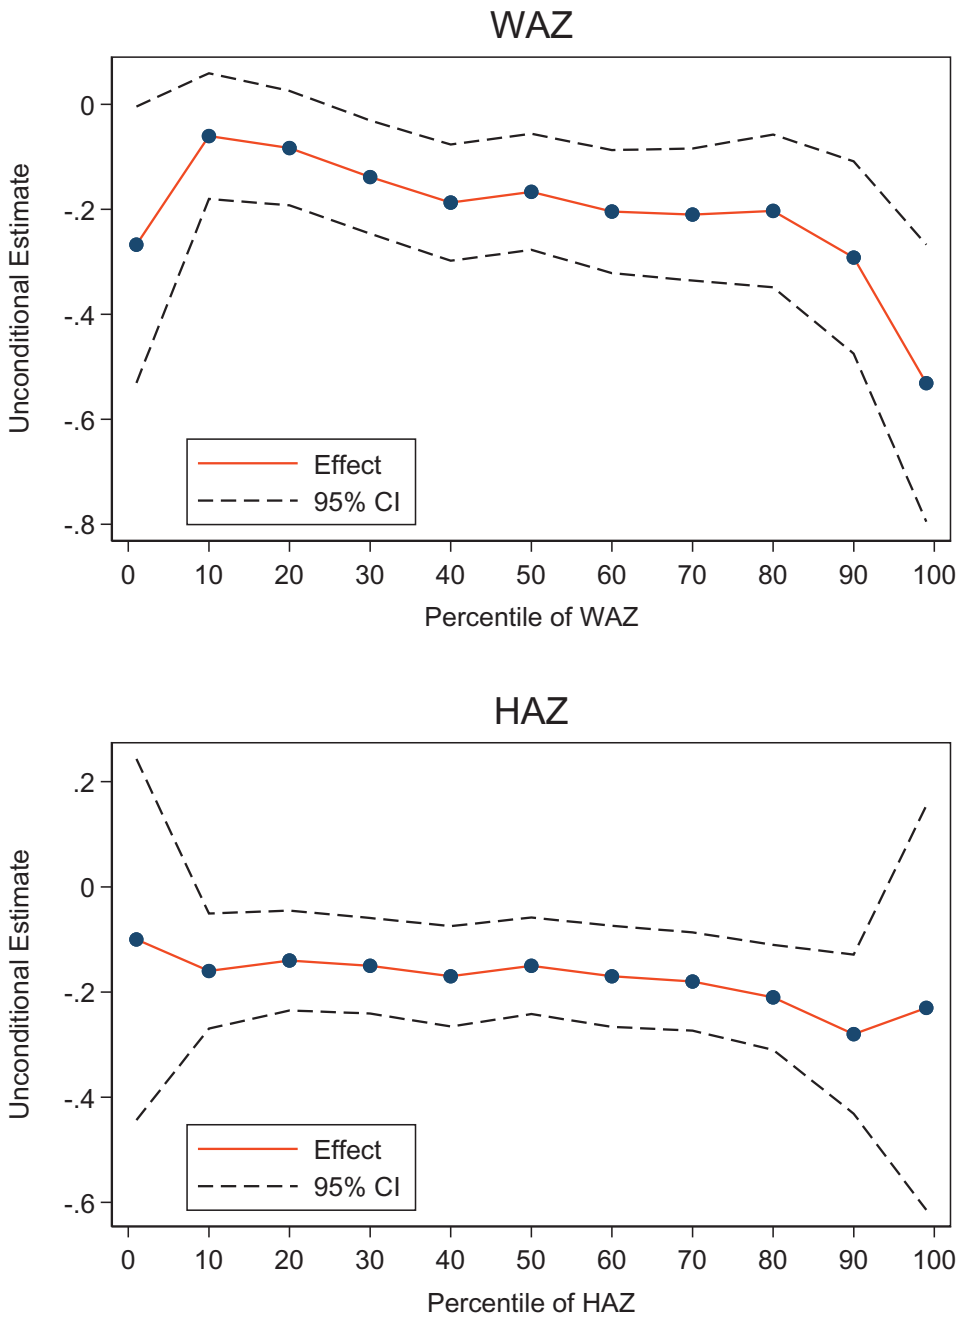 WAZ
Unconditional Estimate
0
-.2
-.4
-.6
-.8
Effect
95% CI
0 10 20 30 40 50 60 70 80 90 100
Percentile of WAZ
HAZ
Unconditional Estimate
.2
0
-.2
-.4
-.6
Effect
95% CI
0 10 20 30 40 50 60 70 80 90 100
Percentile of HAZ